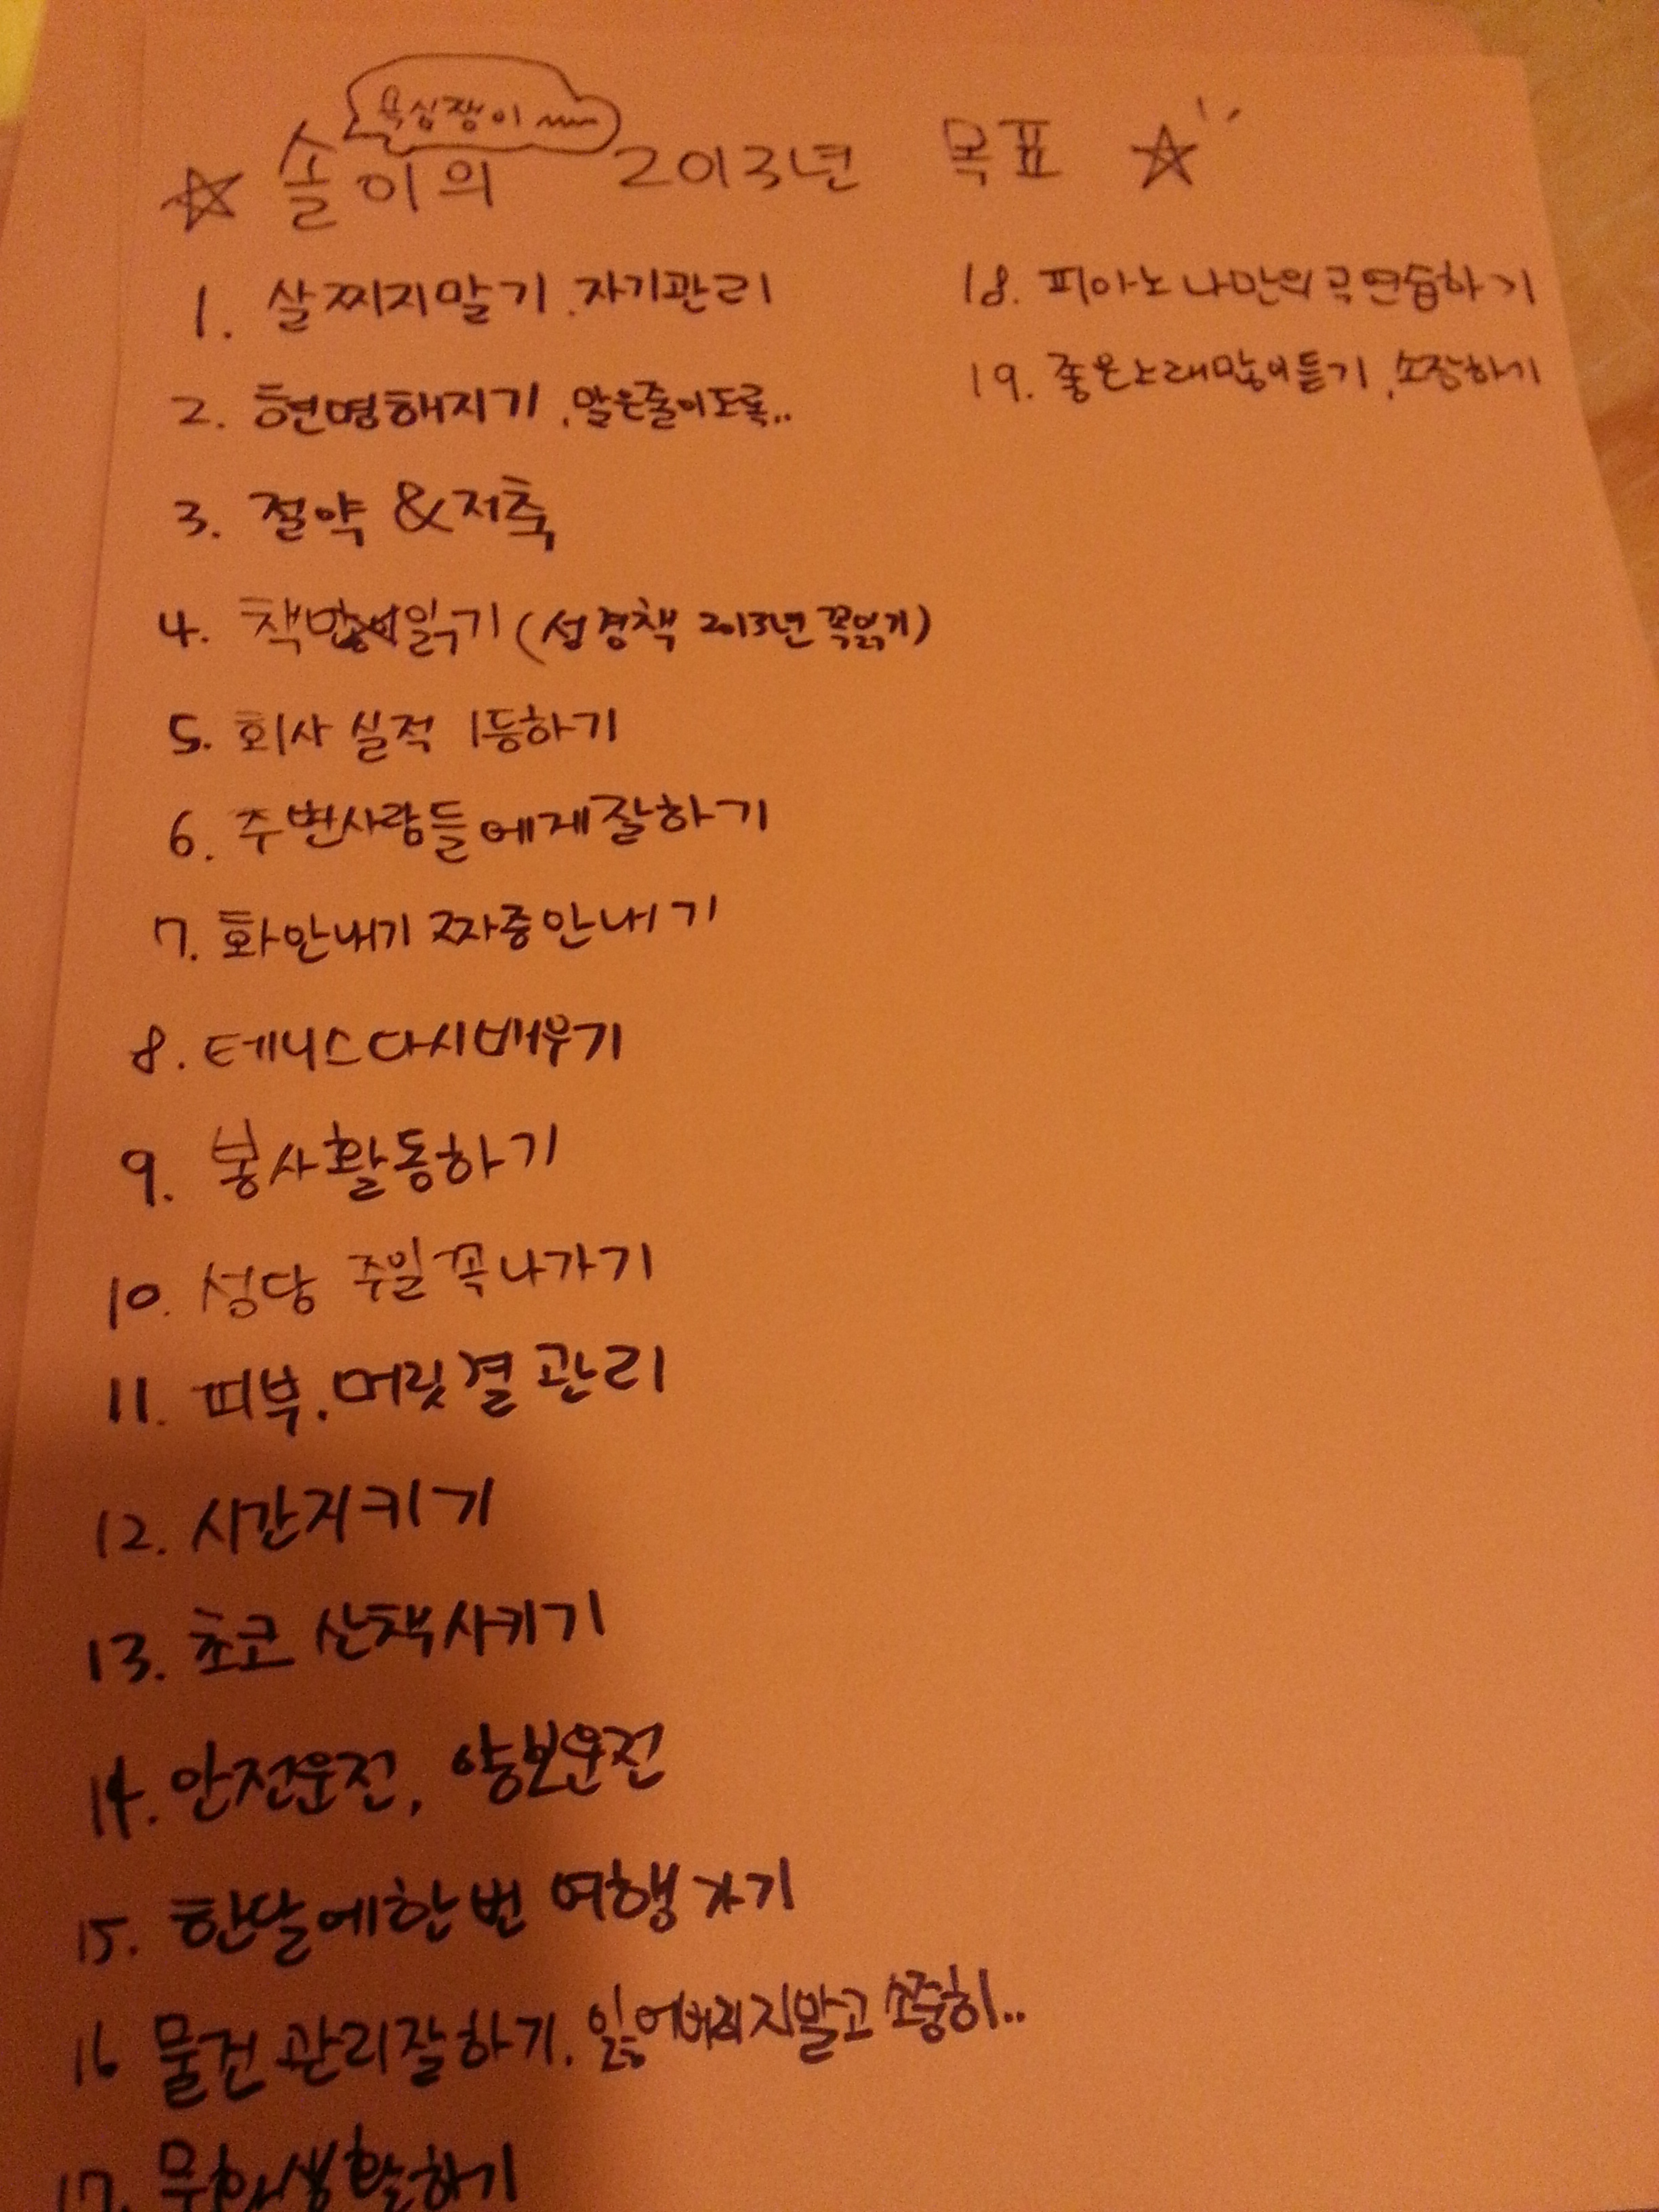 욕심쟁이
☆ 솔이의 2013년 목표 ☆
1. 살찌지말기. 자기관리
2. 현명해지기. 말은줄이도록..
3. 절약 & 저축
4. 책많이읽기 (성경책 2013년 꼭읽기)
5. 회사 실적 1등하기
6. 주변사람들에게잘하기
7. 화안내기 짜증안내기
8. 테니스다시배우기
9. 봉사활동하기
10. 성당 주일꼭나가기
11. 피부. 머릿결 관리
12. 시간지키기
13. 초코 산책시키기
14. 안전운전, 양보운전
15. 한달에한번 여행가기
16 물건관리잘하기. 잃어버리지말고 소중히..
17. 문화생활하기
18. 피아노 나만의 곡연습하기
19. 좋은노래많이듣기, 소장하기